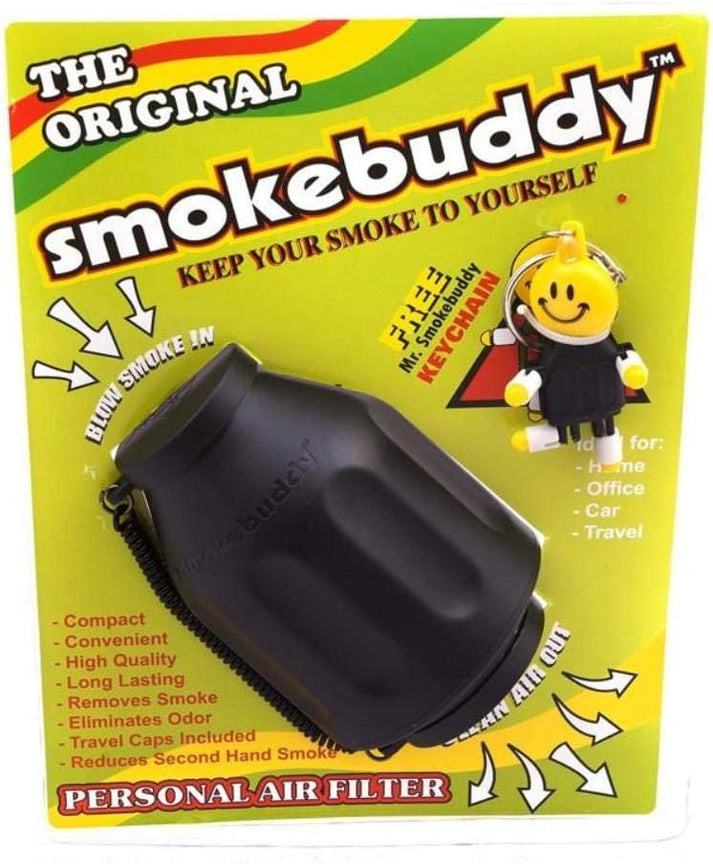 THE
ORIGINAL
smokebuddy™
KEEP YOUR SMOKE TO YOURSELF
FREE!
Mr. Smokebuddy
KEYCHAIN
BLOW SMOKE IN
smokebuddy
for:
- Office
- Car
- Travel
- Compact
- Convenient
- High Quality
- Long Lasting
- Removes Smoke
- Eliminates Odor
- Travel Caps Included
- Reduces Second Hand Smoke
AIR OUT
PERSONAL AIR FILTER